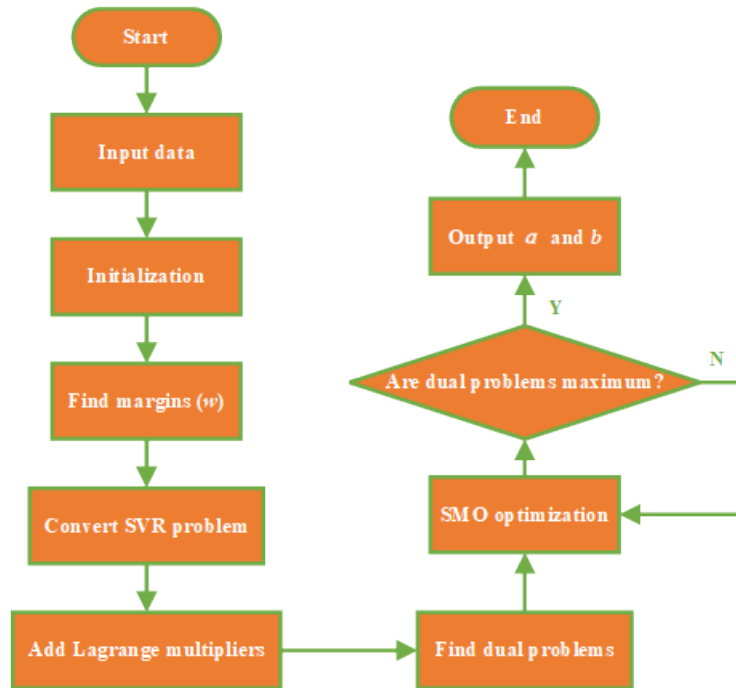 Start
Input data
Initialization
Find margins (w)
Convert SVR problem
Add Lagrange multipliers
Find dual problems
SMO optimization
Are dual problems maximum?
N
Y
Output a and b
End